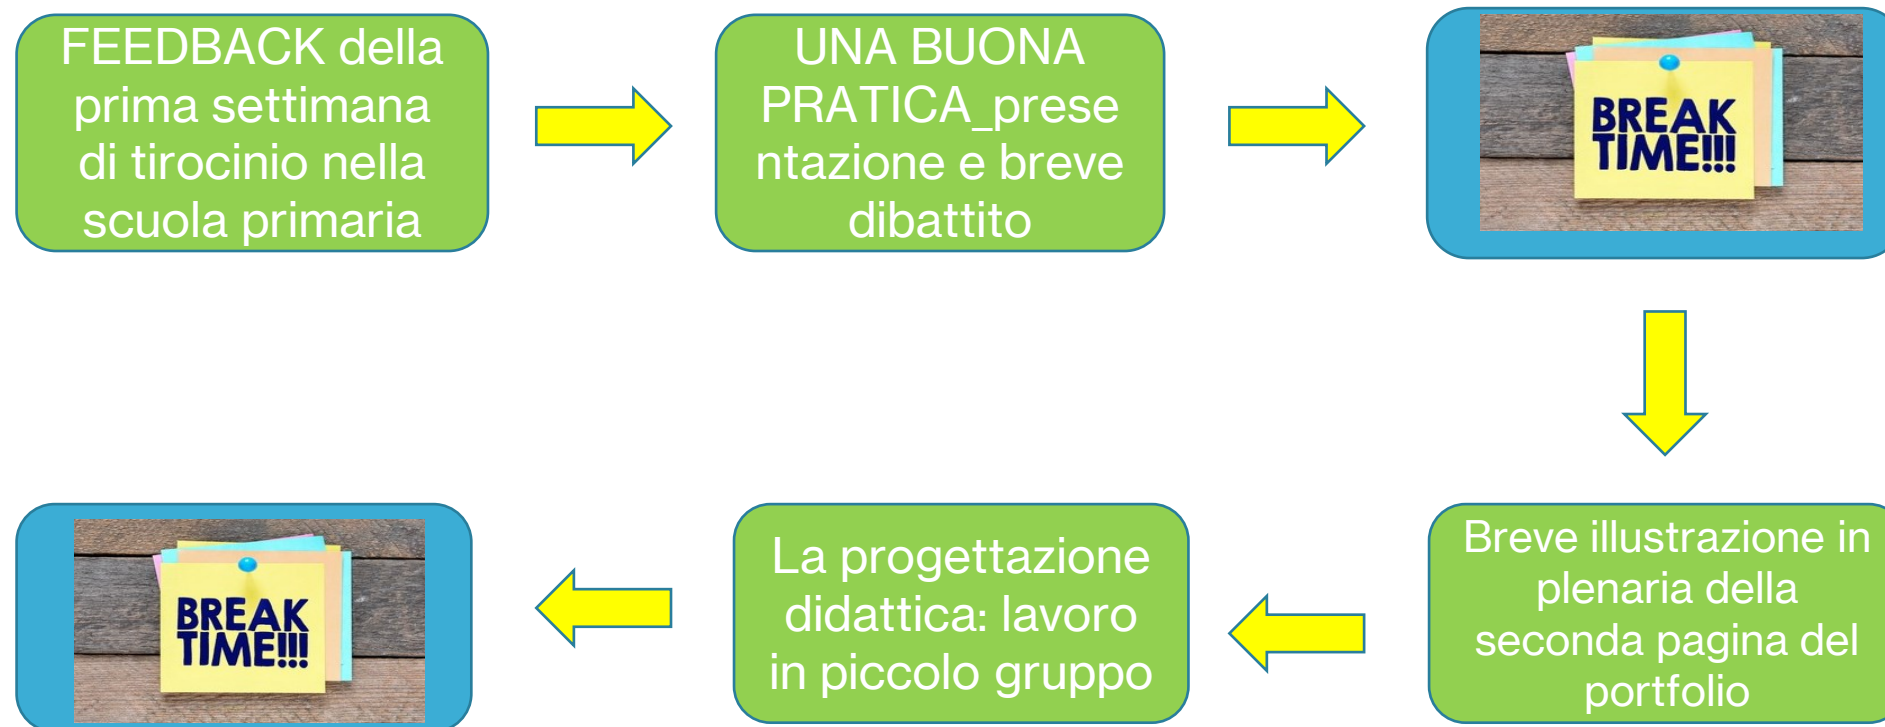 FEEDBACK della
prima settimana
di tirocinio nella
scuola primaria
UNA BUONA
PRATICA_prese
ntazione e breve
dibattito
BREAK
TIME!!!
Breve illustrazione in
plenaria della
seconda pagina del
portfolio
La progettazione
didattica: lavoro
in piccolo gruppo
BREAK
TIME!!!